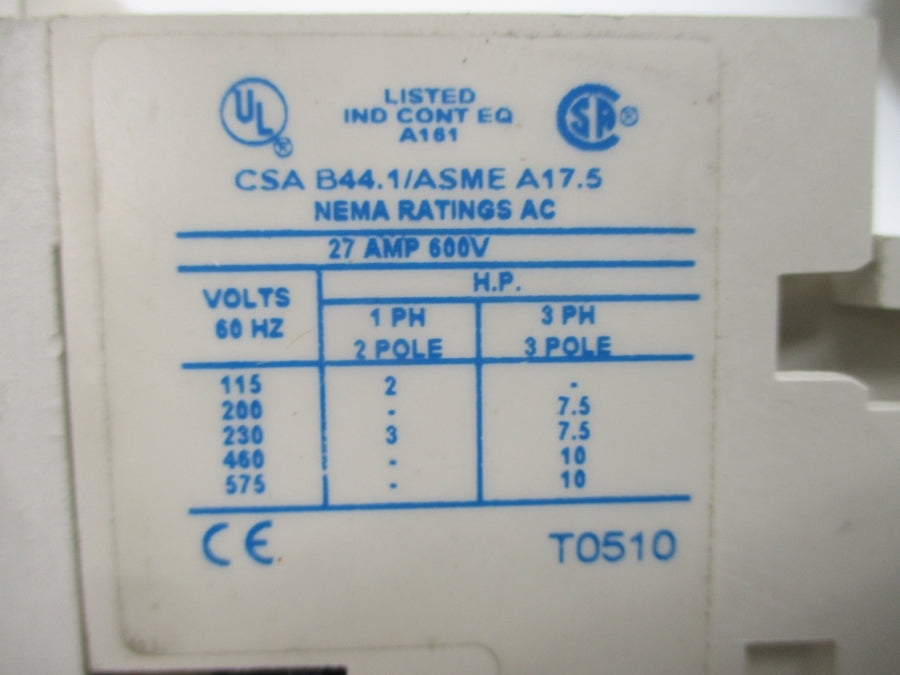 UL ®
LISTED
IND CONT EQ
A161
CSA ®
CSA B44.1/ASME A17.5
NEMA RATINGS AC
27 AMP 600V
VOLTS
60 HZ
H.P.
1 PH
2 POLE
3 PH
3 POLE
115 2 -
200 - 7.5
230 3 7.5
460 - 10
575 - 10
CE T0510